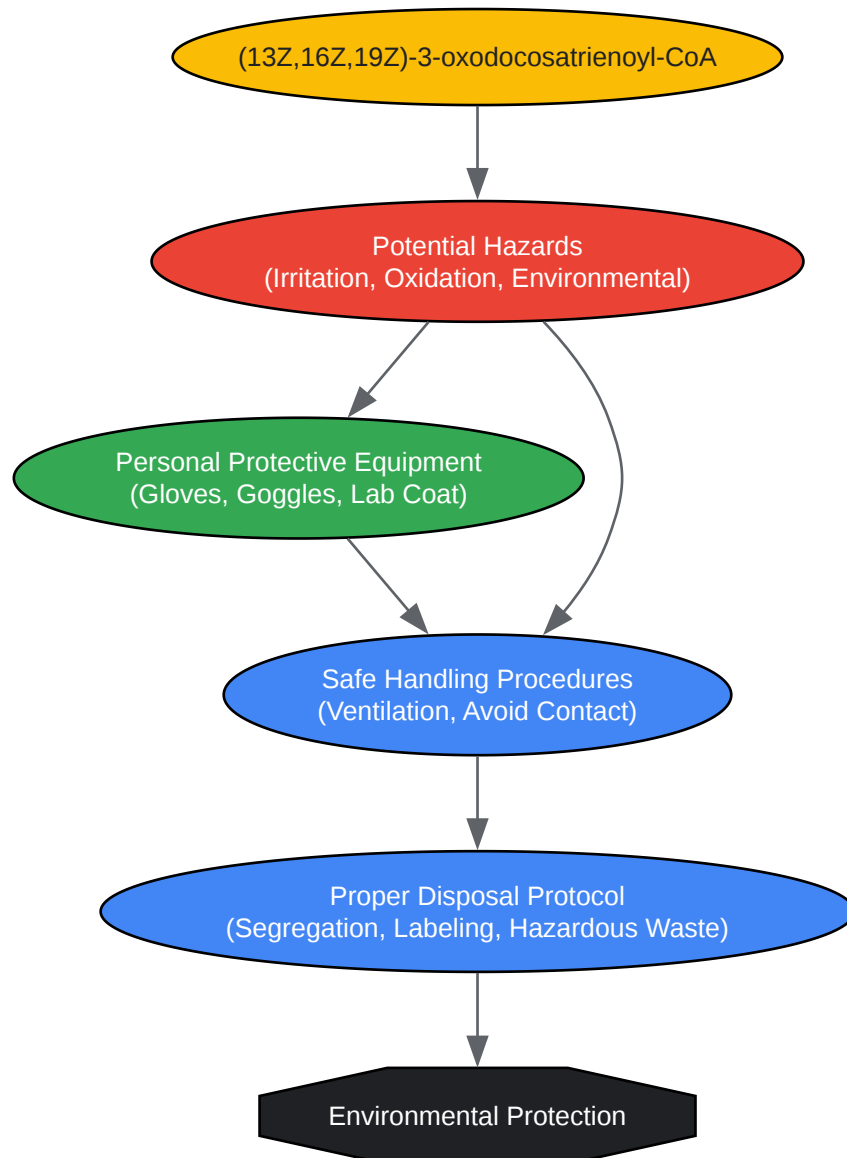 (13Z,16Z,19Z)-3-oxodocosatrienoyl-CoA
Potential Hazards
(Irritation, Oxidation, Environmental)
Personal Protective Equipment
(Gloves, Goggles, Lab Coat)
Safe Handling Procedures
(Ventilation, Avoid Contact)
Proper Disposal Protocol
(Segregation, Labeling, Hazardous Waste)
Environmental Protection